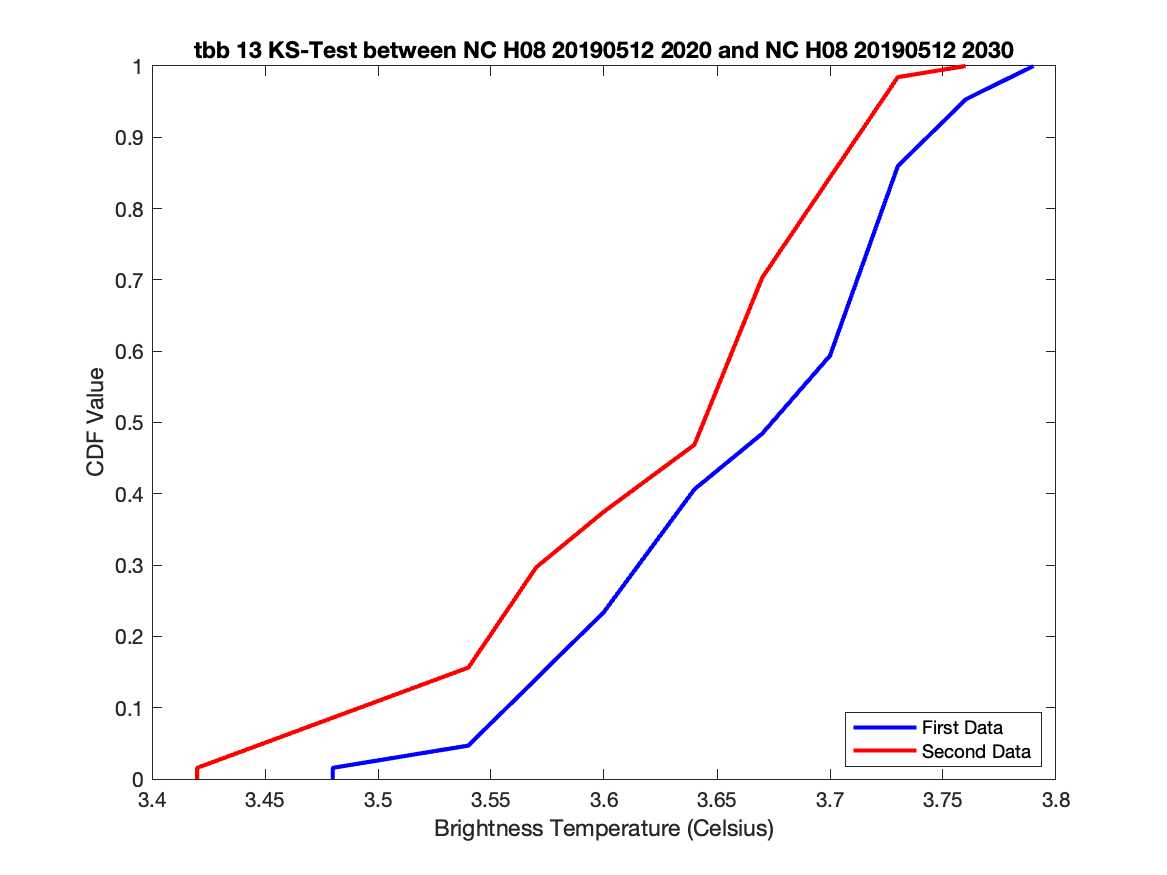 tbb 13 KS-Test between NC H08 20190512 2020 and NC H08 20190512 2030
1
0.9
0.8
0.7
0.6
0.5
0.4
0.3
0.2
0.1
0
CDF Value
First Data
Second Data
3.4 3.45 3.5 3.55 3.6 3.65 3.7 3.75 3.8
Brightness Temperature (Celsius)